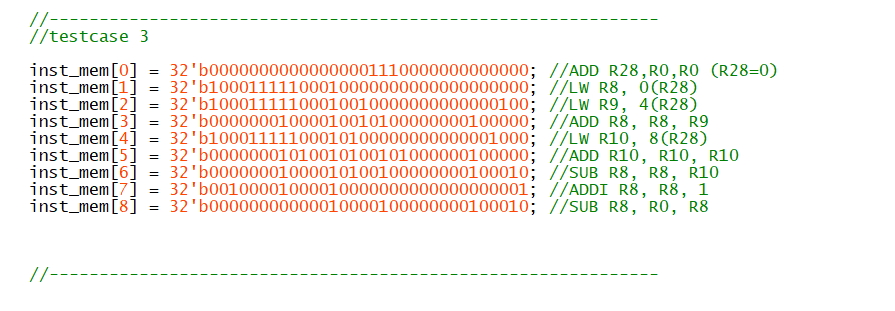 //-------------------------------------------------------------
//testcase 3
inst_mem[0] = 32'b00000000000000001110000000000000; //ADD R28,R0,R0 (R28=0)
inst_mem[1] = 32'b10001111100010000000000000000000; //LW R8, 0(R28)
inst_mem[2] = 32'b10001111100010010000000000000100; //LW R9, 4(R28)
inst_mem[3] = 32'b00000001000010010100000000100000; //ADD R8, R8, R9
inst_mem[4] = 32'b10001111100010100000000000001000; //LW R10, 8(R28)
inst_mem[5] = 32'b00000001010010100101000000100000; //ADD R10, R10, R10
inst_mem[6] = 32'b00000001000010100100000000100010; //SUB R8, R8, R10
inst_mem[7] = 32'b00100001000010000000000000000001; //ADDI R8, R8, 1
inst_mem[8] = 32'b00000000000010000100000000100010; //SUB R8, R0, R8
//-------------------------------------------------------------